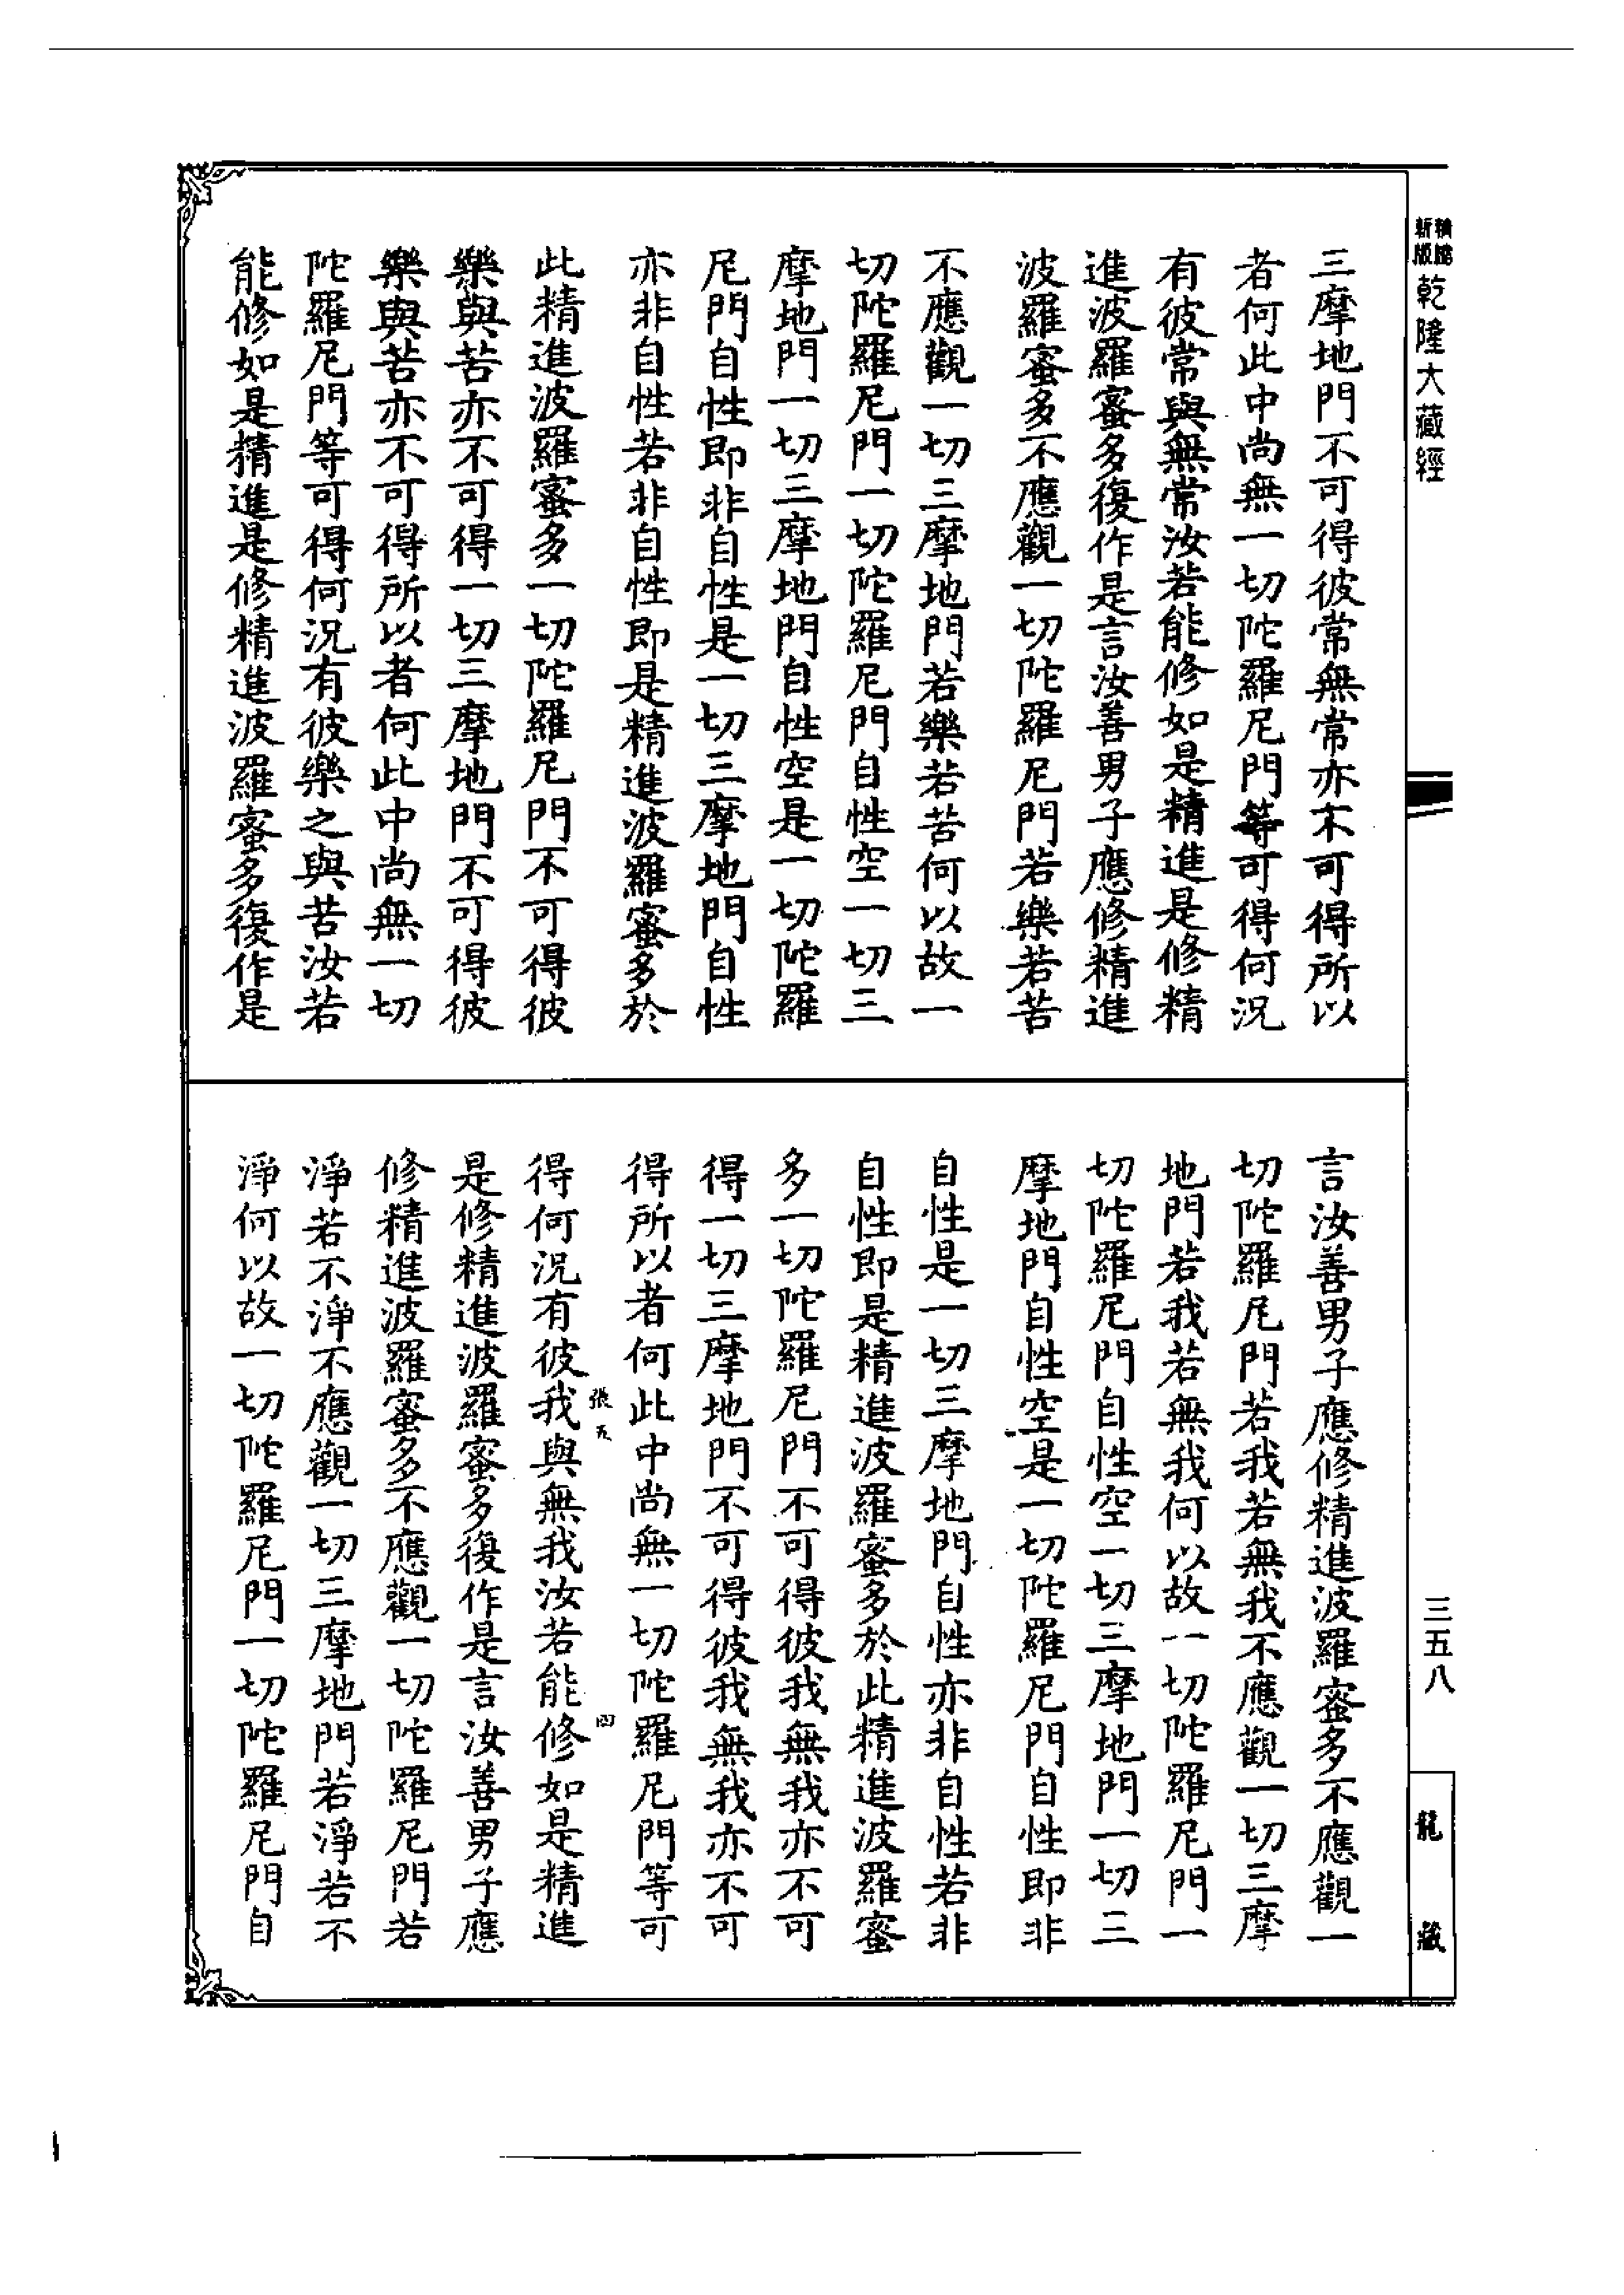 乾隆大藏經
三摩地門不可得彼常無常亦不可得所以
者何此中尚無一切陀羅尼門等可得何況
有彼常與無常汝若能修如是精進是修精
進波羅蜜多復作是言汝善男子應修精進
波羅蜜多不應觀一切陀羅尼門若樂若苦
不應觀一切三摩地門若樂若苦何以故一
切陀羅尼門一切陀羅尼門自性空一切三
摩地門一切三摩地門自性空是一切陀羅
尼門自性即非自性是一切三摩地門自性
亦非自性若非自性即是精進波羅蜜多於
此精進波羅蜜多一切陀羅尼門不可得彼
樂與苦亦不可得一切三摩地門不可得彼
樂與苦亦不可得所以者何此中尚無一切
陀羅尼門等可得何況有彼樂之與苦汝若
能修如是精進是修精進波羅蜜多復作是
言汝善男子應修精進波羅蜜多不應觀一
切陀羅尼門若我若無我不應觀一切三摩
地門若我若無我何以故一切陀羅尼門一
切陀羅尼門自性空一切三摩地門一切三
摩地門自性空是一切陀羅尼門自性即非
自性是一切三摩地門自性亦非自性若非
自性即是精進波羅蜜多於此精進波羅蜜
多一切陀羅尼門不可得彼我無我亦不可
得一切三摩地門不可得彼我無我亦不可
得所以者何此中尚無一切陀羅尼門等可
張五
四
得何況有彼我與無我汝若能修如是精進
是修精進波羅蜜多復作是言汝善男子應
修精進波羅蜜多不應觀一切陀羅尼門若
淨若不淨不應觀一切三摩地門若淨若不
淨何以故一切陀羅尼門一切陀羅尼門自
三五八
龍藏